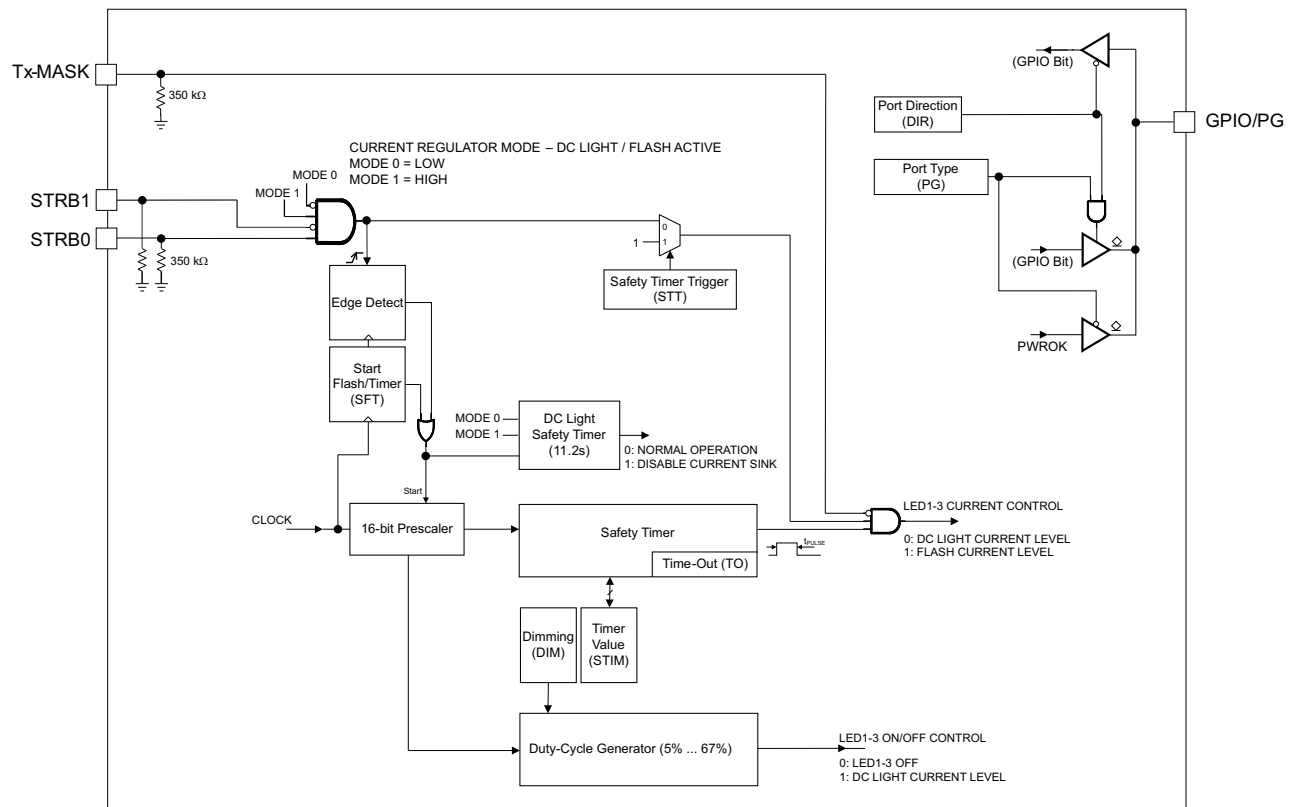 Tx-MASK
350 kΩ
(GPIO Bit)
Port Direction
(DIR)
GPIO/PG
CURRENT REGULATOR MODE – DC LIGHT / FLASH ACTIVE
MODE 0 = LOW
MODE 1 = HIGH
MODE 0
MODE 1
Port Type
(PG)
STRB1
STRB0
350 kΩ
0
1
1
(GPIO Bit)
Safety Timer Trigger
(STT)
Edge Detect
PWROK
Start
Flash/Timer
(SFT)
MODE 0
MODE 1
DC Light
Safety Timer
(11.2s)
0: NORMAL OPERATION
1: DISABLE CURRENT SINK
Start
CLOCK
16-bit Prescaler
Safety Timer
Time-Out (TO)
tPULSE
LED1-3 CURRENT CONTROL
0: DC LIGHT CURRENT LEVEL
1: FLASH CURRENT LEVEL
Dimming
(DIM)
Timer
Value
(STIM)
Duty-Cycle Generator (5% ... 67%)
LED1-3 ON/OFF CONTROL
0: LED1-3 OFF
1: DC LIGHT CURRENT LEVEL